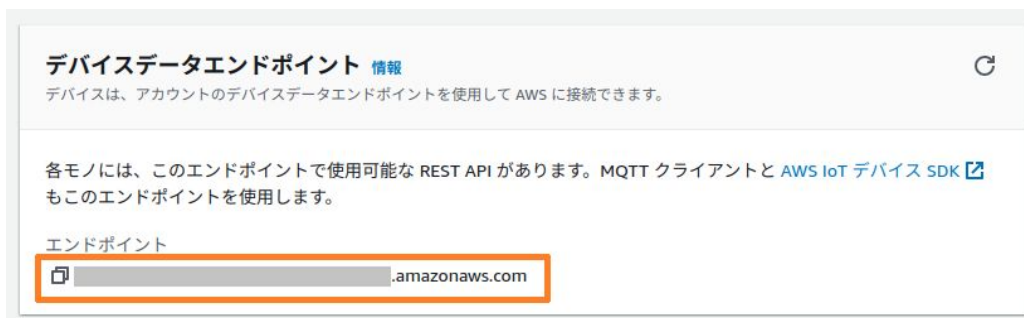 デバイスデータエンドポイント 情報
デバイスは、アカウントのデバイスデータエンドポイントを使用して AWS に接続できます。
各モノには、このエンドポイントで使用可能な REST API があります。MQTT クライアントと AWS IoT デバイス SDK
もこのエンドポイントを使用します。
エンドポイント
.amazonaws.com